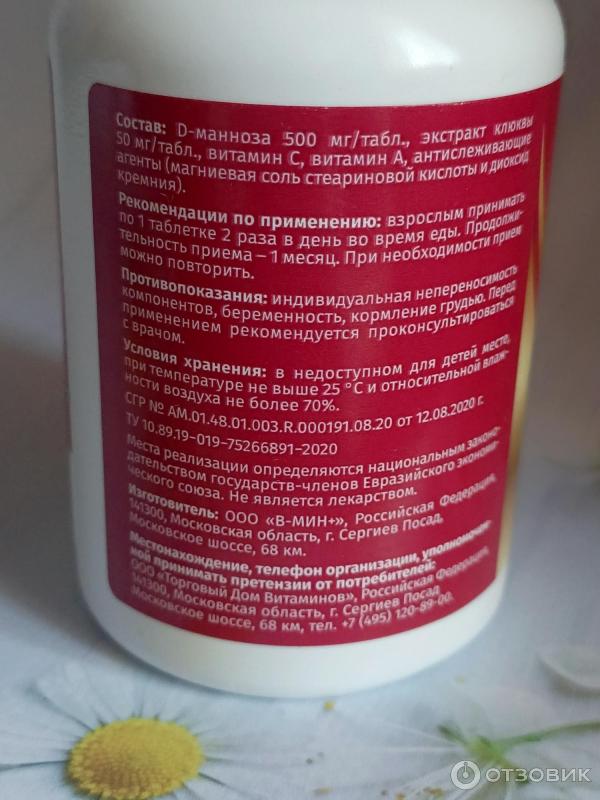 Состав: D-манноза 500 мг/табл., экстракт клюквы
50 мг/табл., витамин С, витамин А, антислеживающие
агенты (магниевая соль стеариновой кислоты и диоксид
кремния).
Рекомендации по применению: взрослым принимать
по 1 таблетке 2 раза в день во время еды. Продолжи-
тельность приема – 1 месяц. При необходимости прием
можно повторить.
Противопоказания: индивидуальная непереносимость
компонентов, беременность, кормление грудью. Перед
применением рекомендуется проконсультироваться
с врачом.
Условия хранения: в недоступном для детей месте,
при температуре не выше 25 °С и относительной влаж-
ности воздуха не более 70%.
СГР № AM.01.48.01.003.R.000191.08.20 от 12.08.2020 г.
ТУ 10.89.19-019-75266891-2020
Места реализации определяются национальным законо-
дательством государств-членов Евразийского экономи-
ческого союза. Не является лекарством.
Изготовитель: ООО «В-МИН+», Российская Федерация,
141300, Московская область, г. Сергиев Посад,
Московское шоссе, 68 км.
Местонахождение, телефон организации, уполномочен-
ной принимать претензии от потребителей:
ООО «Торговый Дом Витаминов», Российская Федерация,
141300, Московская область, г. Сергиев Посад
Московское шоссе, 68 км, тел. +7 (495) 120-89-00.
ОТЗОВИК